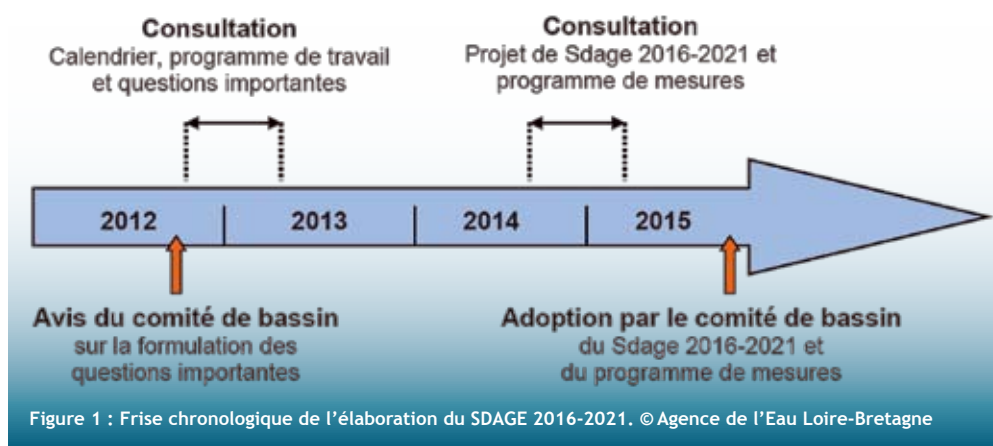 Consultation
Calendrier, programme de travail
et questions importantes
Consultation
Projet de Sdage 2016-2021 et
programme de mesures
2012
2013
2014
2015
Avis du comité de bassin
sur la formulation des
questions importantes
Adoption par le comité de bassin
du Sdage 2016-2021 et
du programme de mesures
Figure 1 : Frise chronologique de l'élaboration du SDAGE 2016-2021. © Agence de l'Eau Loire-Bretagne